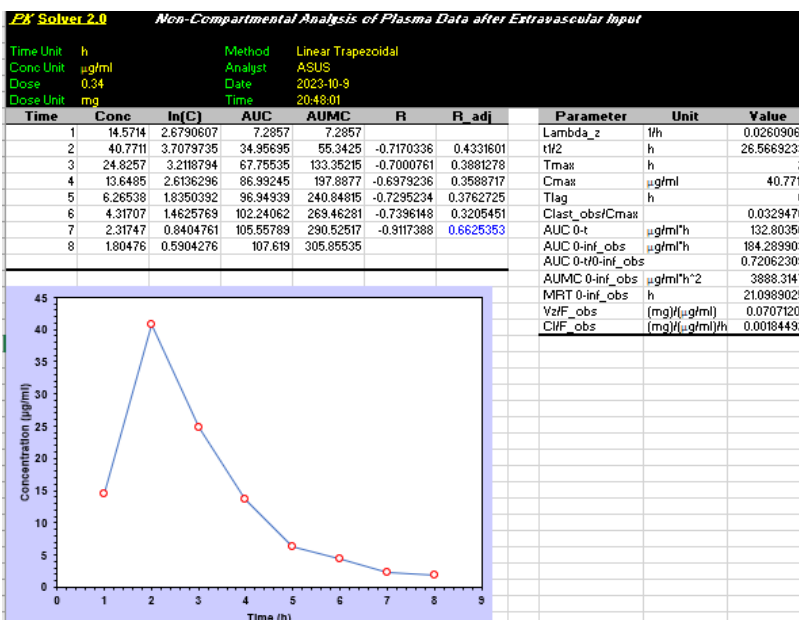 PK Solver 2.0 Non-Compartmental Analysis of Plasma Data after Extravascular Input
Time Unit h Method Linear Trapezoidal
Conc Unit µg/ml Analyst ASUS
Dose 0.34 Date 2023-10-9
Dose Unit mg Time 20:48:01
Time Conc ln(C) AUC AUMC R R_adj Parameter Unit Value
1 14.5714 2.6790607 7.2857 7.2857 Lambda_z 1/h 0.0260906
2 40.7711 3.7079735 34.95695 55.3425 -0.7170336 0.4331601 t1/2 h 26.566923
3 24.8257 3.2118794 67.75535 133.35215 -0.7000761 0.3881278 Tmax h
4 13.6485 2.6136296 86.99245 197.8877 -0.6979236 0.3588717 Cmax µg/ml 40.771
5 6.26538 1.8350392 96.94939 240.84815 -0.7295234 0.3762725 Tlag h
6 4.31707 1.4625769 102.24062 269.46281 -0.7396148 0.3205451 Clast_obs/Cmax 0.032947
7 2.31747 0.8404761 105.55789 290.52517 -0.9117388 0.6625353 AUC 0-t µg/ml*h 132.8035
8 1.80476 0.5904276 107.619 305.85535 AUC 0-inf_obs µg/ml*h 184.28990
AUC 0-t/0-inf_obs 0.7206230
AUMC 0-inf_obs µg/ml*h^2 3888.314
MRT 0-inf_obs h 21.098902
Vz/F_obs (mg)/(µg/ml) 0.0707120
Cl/F_obs (mg)/(µg/ml)/h 0.0018449
45
40
35
30
25
20
15
10
5
0
Concentration (µg/ml)
0 1 2 3 4 5 6 7 8 9
Time (h)